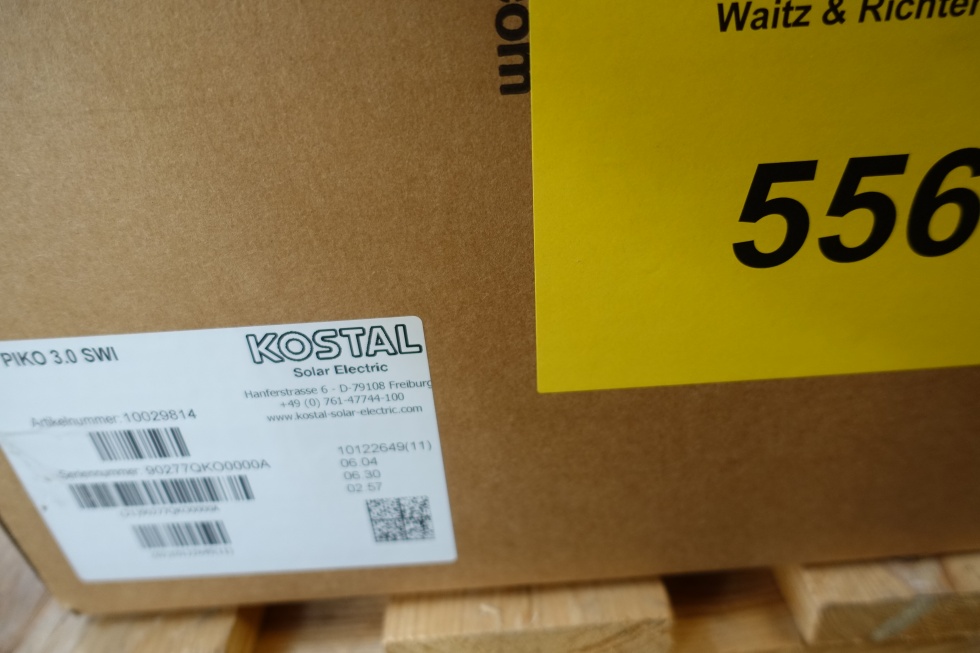 com
Waitz & Richter
556
PIKO 3.0 SWI
KOSTAL
Solar Electric
Hanferstrasse 6 - D-79108 Freiburg
+49 (0) 761-47744-100
www.kostal-solar-electric.com
Artikelnummer: 10029814
Seriennummer: 90277QKO0000A
10122649(11)
06.04
06.30
02.57